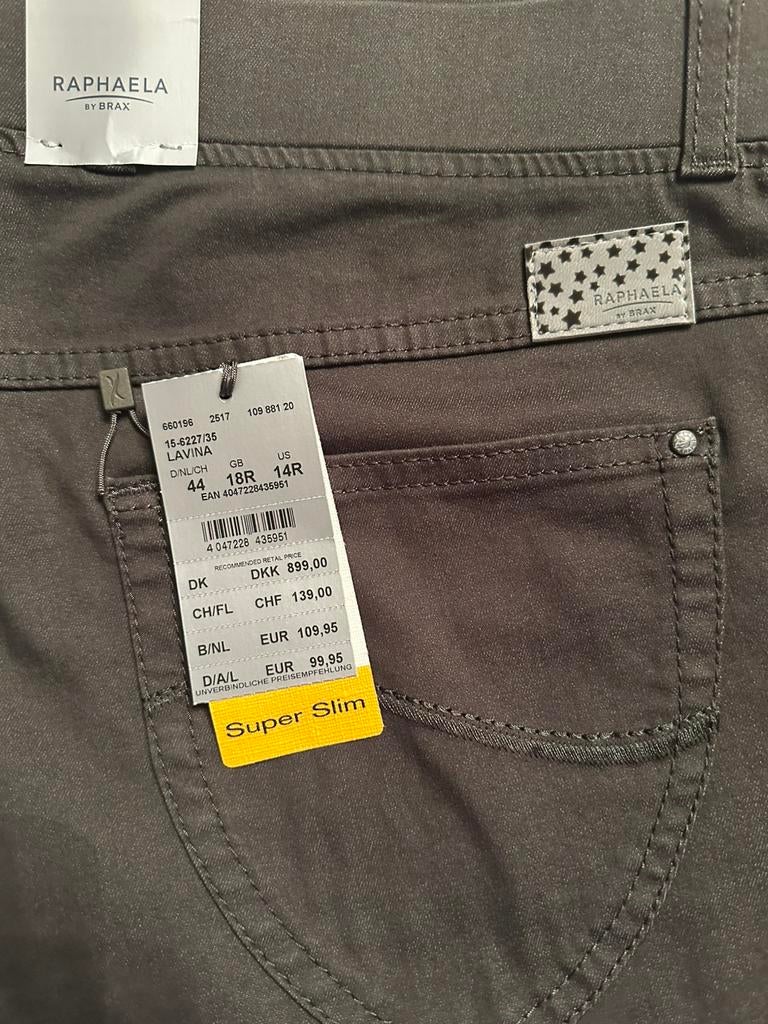 RAPHAELA
BY BRAX
RAPHAELA
BY BRAX
660196 2517 109 881 20
15-6227/35
LAVINA
D/NL/CH GB US
44 18R 14R
EAN 4047228435951
4 047228 435951
RECOMMENDED RETAL PRICE
DK DKK 899,00
CH/FL CHF 139,00
B/NL EUR 109,95
D/A/L EUR 99,95
UNVERBINDLICHE PREISEMPFEHLUNG
Super Slim